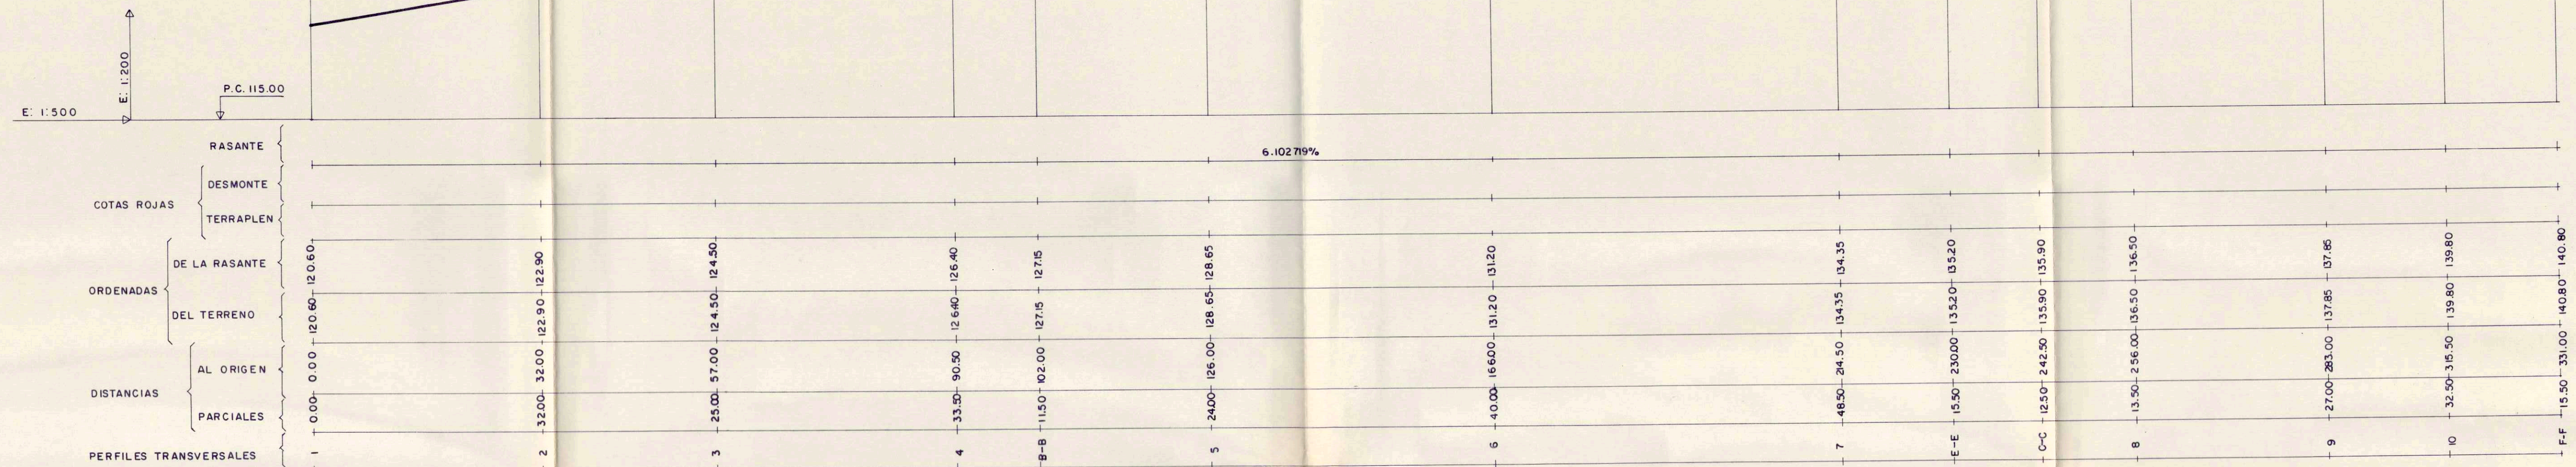 E: 1:200
P.C. 115.00
E: 1:500
RASANTE
6.102719%
COTAS ROJAS
DESMONTE
TERRAPLEN
ORDENADAS
DE LA RASANTE
120.60 122.90 124.50 126.40 127.15 128.65 131.20 134.35 135.20 135.90 136.50 137.85 139.80 140.80
DEL TERRENO
120.60 122.90 124.50 127.15 128.65 131.20 134.35 135.20 135.90 136.50 137.85 139.80 140.80
DISTANCIAS
AL ORIGEN
0.00 32.00 57.00 90.50 102.00 126.00 166.00 214.50 230.00 242.50 256.00 283.00 315.50 331.00
PARCIALES
0.00 32.00 25.00 33.50 11.50 24.00 40.00 48.50 15.50 12.50 13.50 27.00 32.50 15.50
PERFILES TRANSVERSALES
1 2 3 4 B-B 5 6 7 E-E C-C 8 9 10 F-F